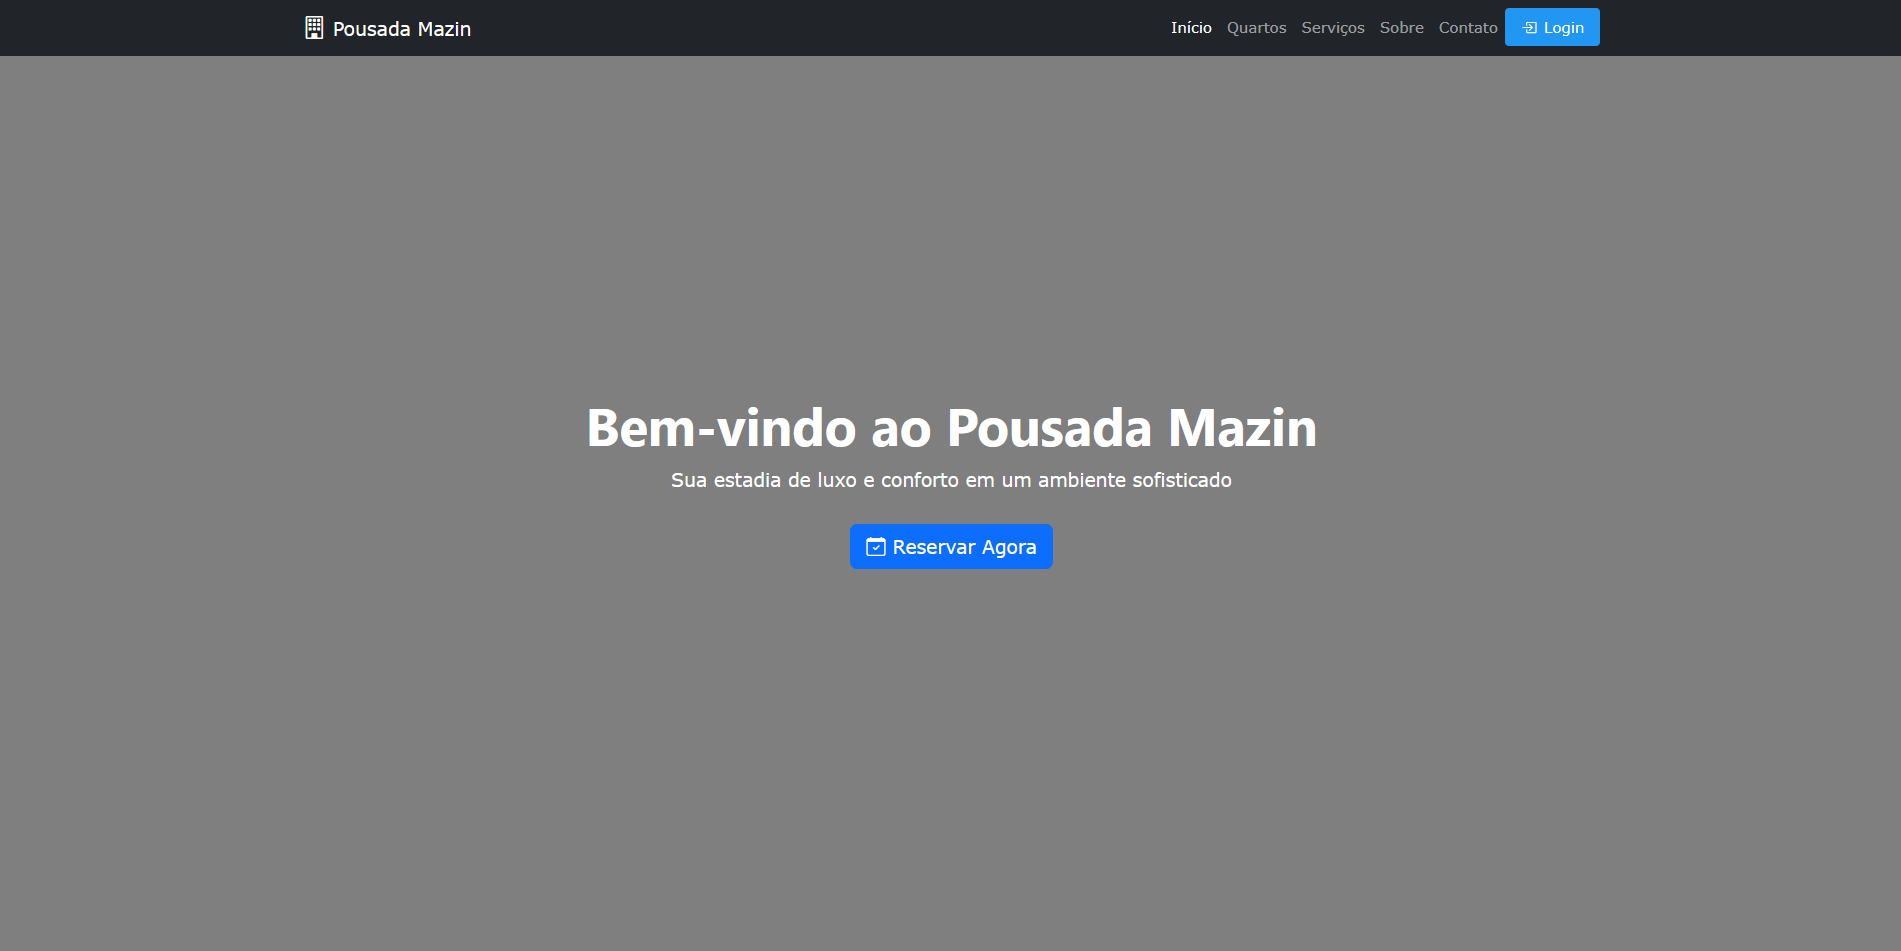 Pousada Mazin
Início Quartos Serviços Sobre Contato Login
Bem-vindo ao Pousada Mazin
Sua estadia de luxo e conforto em um ambiente sofisticado
Reservar Agora